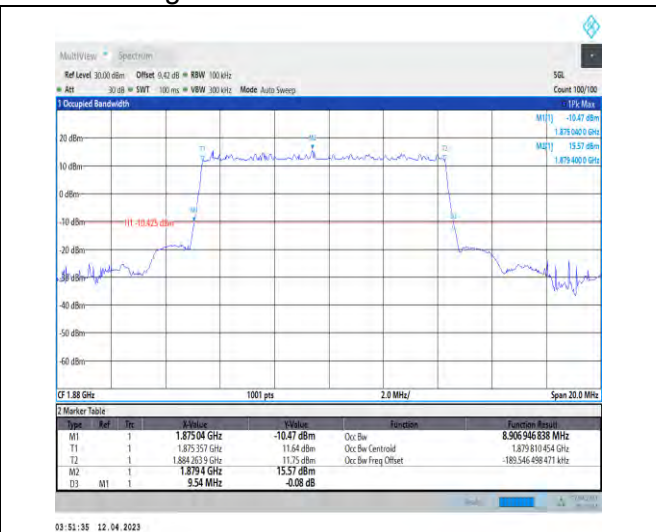 MultiView Spectrum
Ref Level 30.00 dBm Offset 9.42 dB RBW 100 kHz SGL
Att 30 dB SWT 100 ms VBW 300 kHz Mode Auto Sweep Count 100/100
1 Occupied Bandwidth 1Pk Max
M1[1] -10.47 dBm
1.875 040 0 GHz
M2[1] 15.57 dBm
1.879 400 0 GHz
20 dBm
T1 M2 T2
10 dBm
0 dBm
M1
-10 dBm H1 -10.425 dBm
-20 dBm
-30 dBm
-40 dBm
-50 dBm
-60 dBm
CF 1.88 GHz 1001 pts 2.0 MHz/ Span 20.0 MHz
2 Marker Table
Type Ref Trc X-Value Y-Value Function Function Result
M1 1 1.87504 GHz -10.47 dBm Occ Bw 8.906 946 838 MHz
T1 1 1.875 357 GHz 11.64 dBm Occ Bw Centroid 1.879 810 454 GHz
T2 1 1.884 263 9 GHz 11.75 dBm Occ Bw Freq Offset -189.546 498 471 kHz
M2 1 1.8794 GHz 15.57 dBm
D3 M1 1 9.54 MHz -0.08 dB
03:51:35 12.04.2023